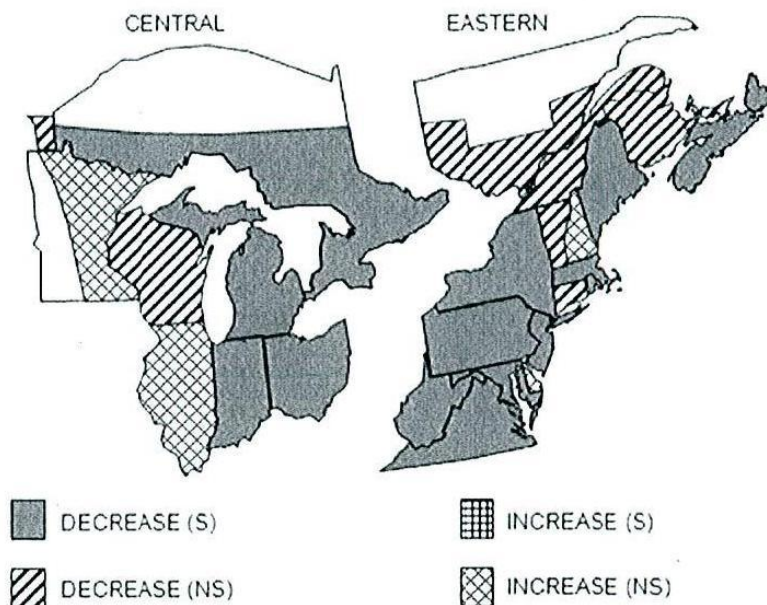 CENTRAL EASTERN
DECREASE (S) INCREASE (S)
DECREASE (NS) INCREASE (NS)